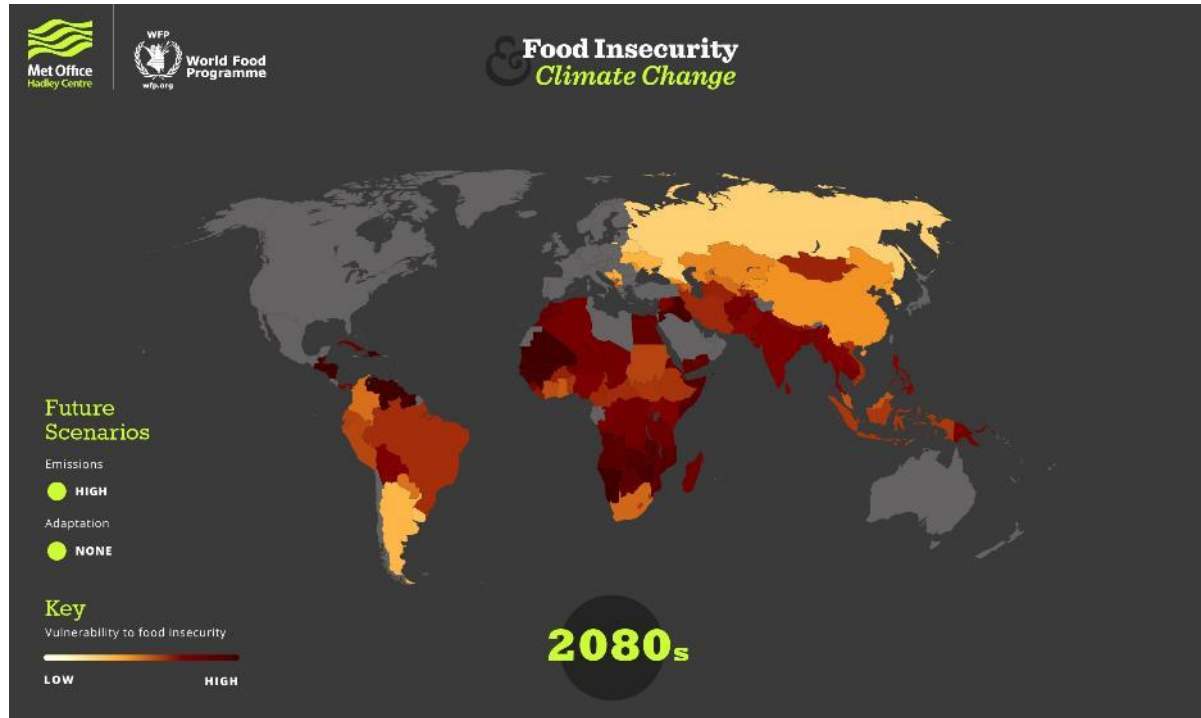 Met Office
Hadley Centre
WFP
wfp.org
World Food
Programme
& Food Insecurity
Climate Change
Future
Scenarios
Emissions
HIGH
Adaptation
NONE
Key
Vulnerability to food insecurity
LOW HIGH
2080s